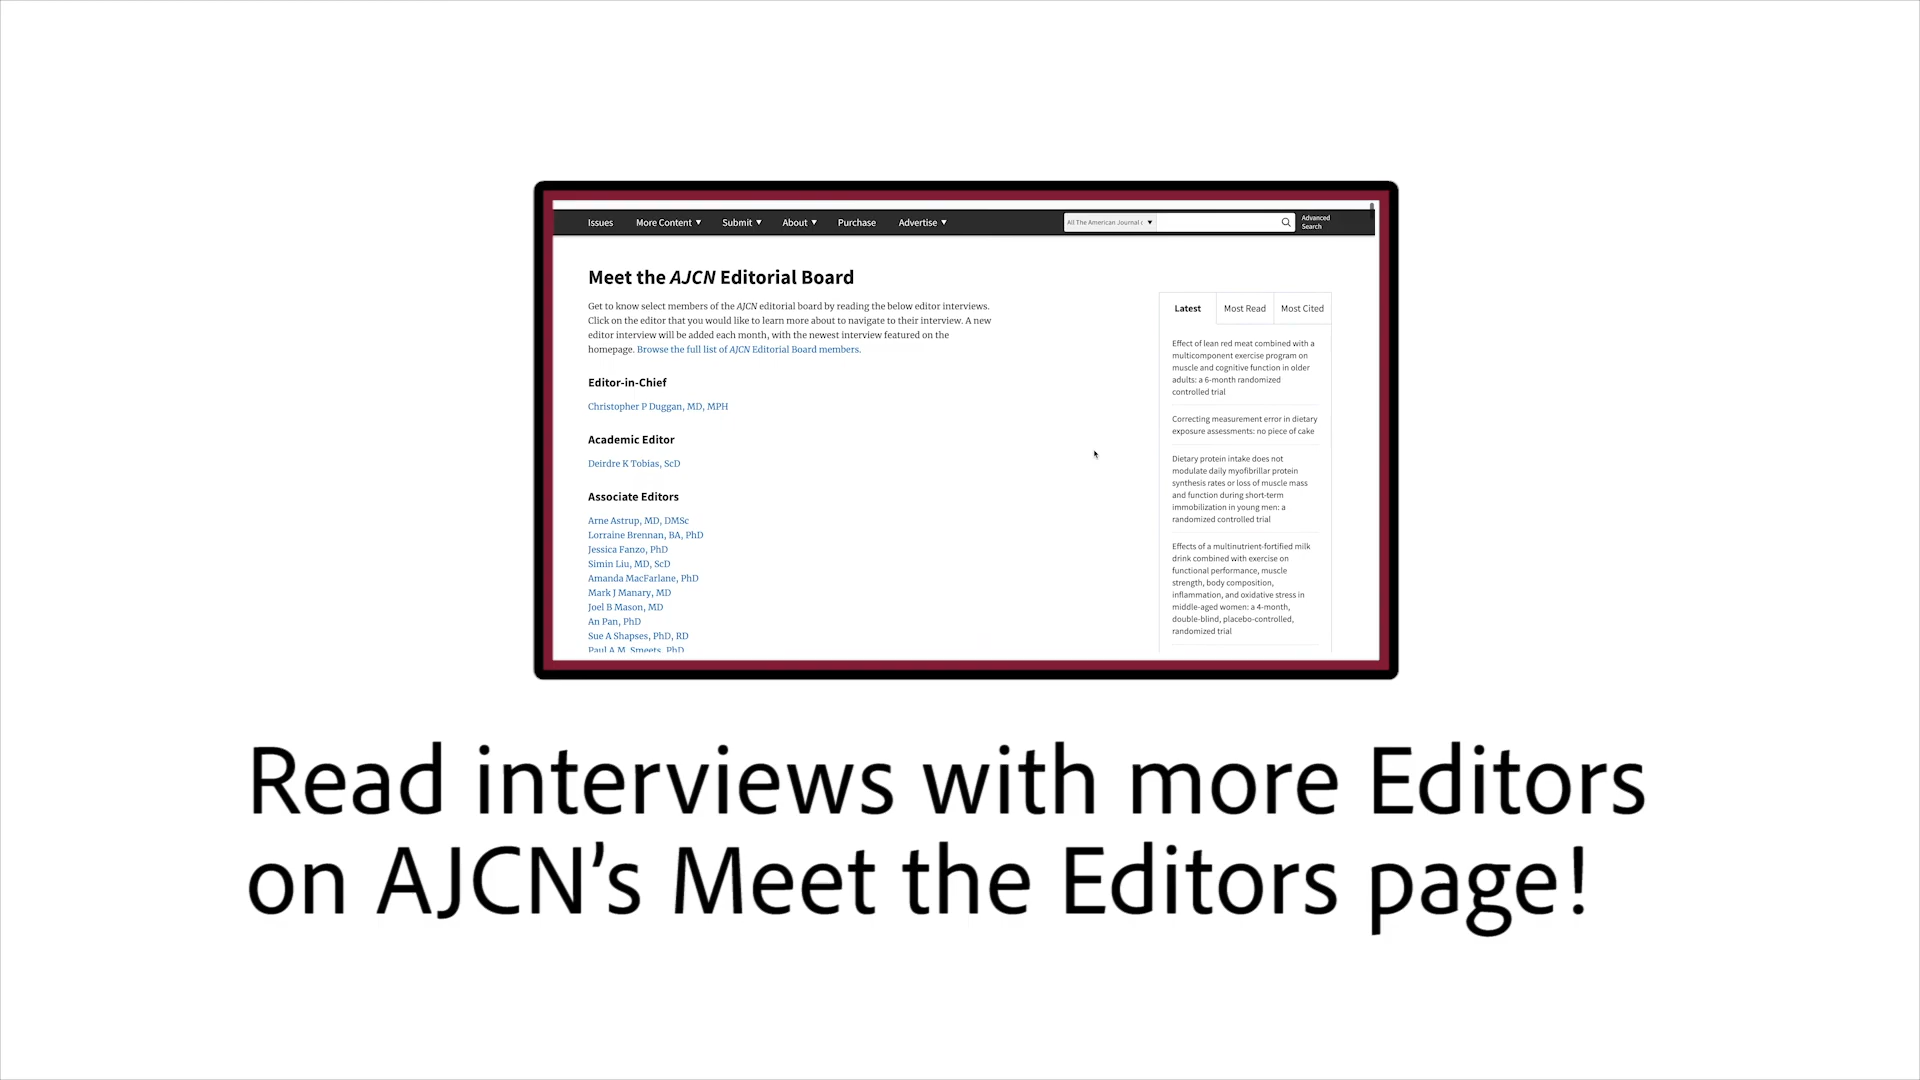 Issues More Content ▼ Submit ▼ About ▼ Purchase Advertise ▼ All The American Journal ▼ Advanced
Search
Meet the AJCN Editorial Board
Get to know select members of the AJCN editorial board by reading the below editor interviews.
Click on the editor that you would like to learn more about to navigate to their interview. A new
editor interview will be added each month, with the newest interview featured on the
homepage. Browse the full list of AJCN Editorial Board members.
Editor-in-Chief
Christopher P Duggan, MD, MPH
Academic Editor
Deirdre K Tobias, ScD
Associate Editors
Arne Astrup, MD, DMSc
Lorraine Brennan, BA, PhD
Jessica Fanzo, PhD
Simin Liu, MD, ScD
Amanda MacFarlane, PhD
Mark J Manary, MD
Joel B Mason, MD
An Pan, PhD
Sue A Shapses, PhD, RD
Paul A.M. Smeets, PhD
Latest Most Read Most Cited
Effect of lean red meat combined with a
multicomponent exercise program on
muscle and cognitive function in older
adults: a 6-month randomized
controlled trial
Correcting measurement error in dietary
exposure assessments: no piece of cake
Dietary protein intake does not
modulate daily myofibrillar protein
synthesis rates or loss of muscle mass
and function during short-term
immobilization in young men: a
randomized controlled trial
Effects of a multinutrient-fortified milk
drink combined with exercise on
functional performance, muscle
strength, body composition,
inflammation, and oxidative stress in
middle-aged women: a 4-month,
double-blind, placebo-controlled,
randomized trial
Read interviews with more Editors
on AJCN’s Meet the Editors page!